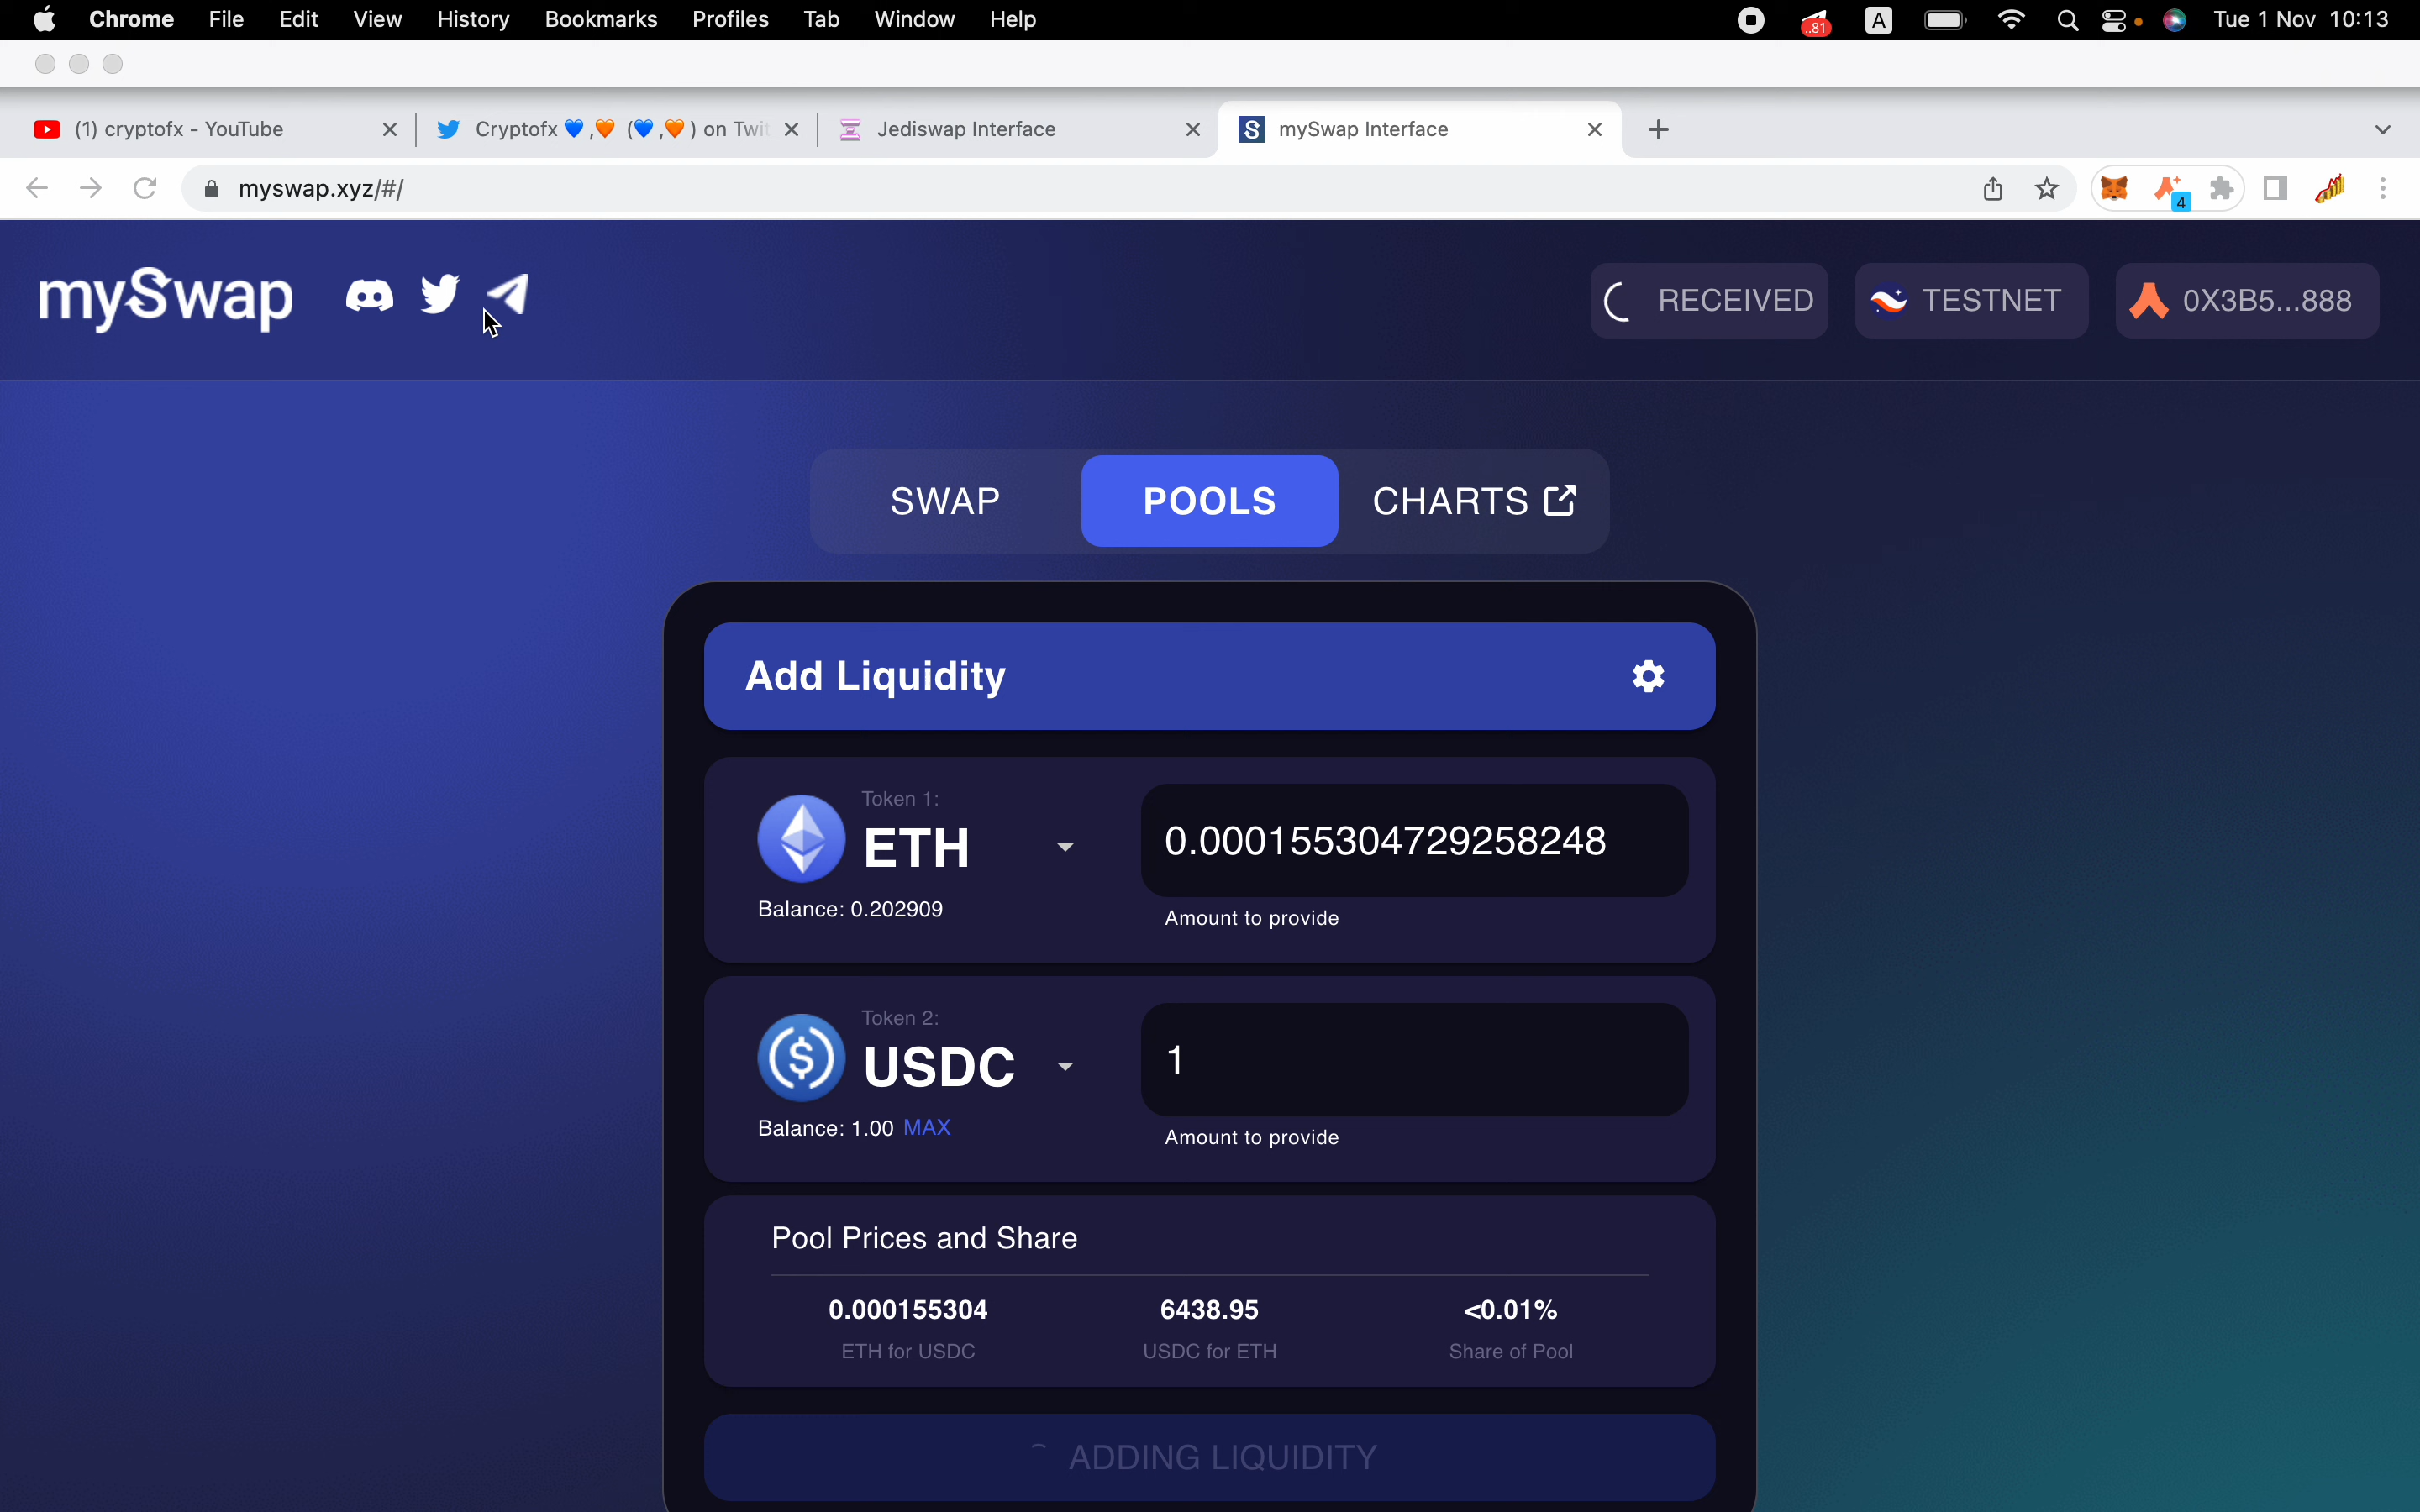 Chrome File Edit View History Bookmarks Profiles Tab Window Help ..81 A Tue 1 Nov 10:13
(1) cryptofx - YouTube Cryptofx 💙,🧡 (💙,🧡) on Twit Jediswap Interface S mySwap Interface
myswap.xyz/#/ 4
mySwap RECEIVED TESTNET 0X3B5...888
SWAP POOLS CHARTS
Add Liquidity
Token 1:
ETH 0.000155304729258248
Balance: 0.202909 Amount to provide
Token 2:
USDC 1
Balance: 1.00 MAX Amount to provide
Pool Prices and Share
0.000155304 6438.95 <0.01%
ETH for USDC USDC for ETH Share of Pool
ADDING LIQUIDITY